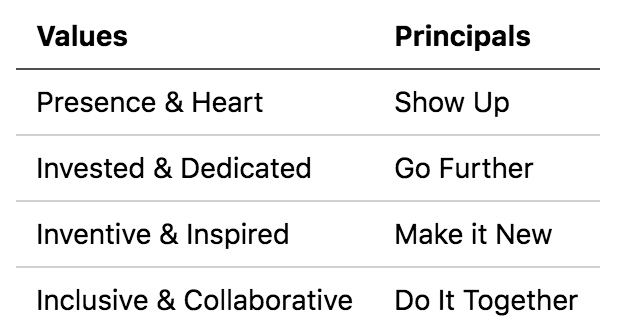 Values Principals
Presence & Heart Show Up
Invested & Dedicated Go Further
Inventive & Inspired Make it New
Inclusive & Collaborative Do It Together